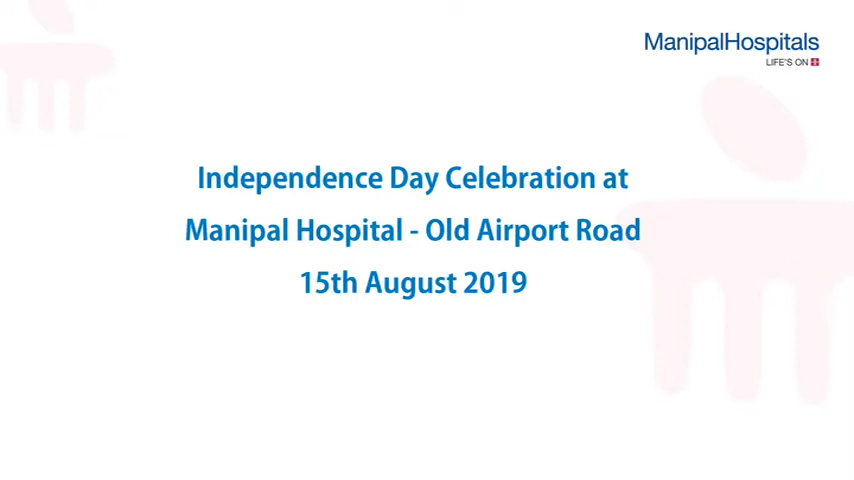 ManipalHospitals
LIFE'S ON
Independence Day Celebration at
Manipal Hospital - Old Airport Road
15th August 2019